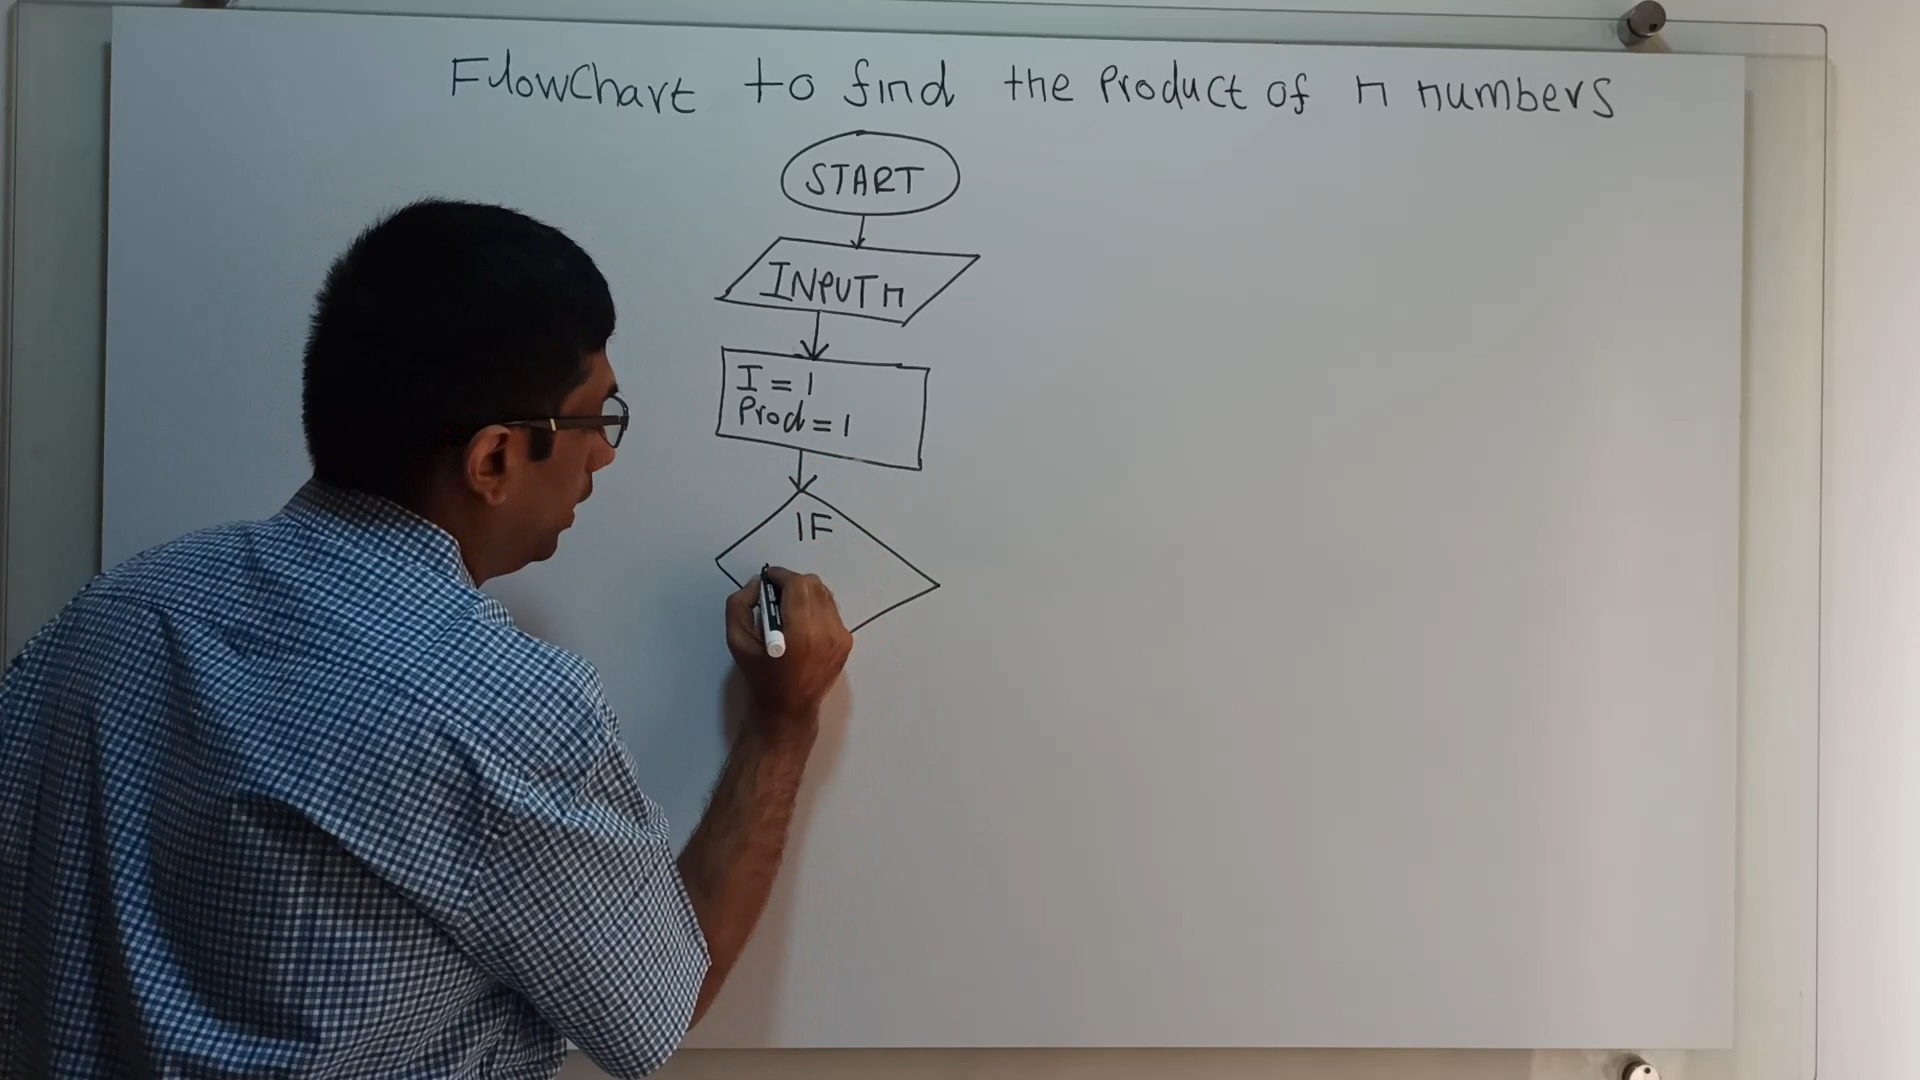 FlowChart to find the Product of n numbers
START
INPUT n
I = 1
Prod = 1
IF